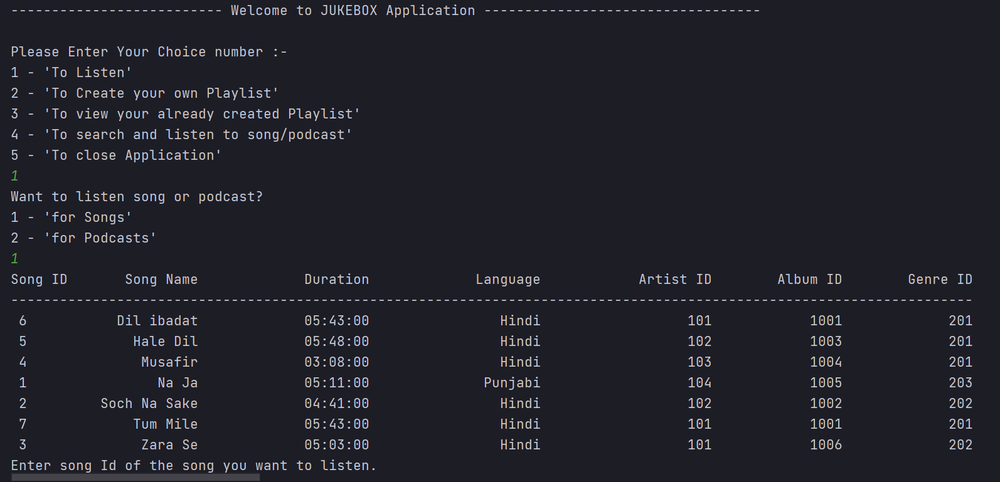 -------------------------- Welcome to JUKEBOX Application ----------------------------------
Please Enter Your Choice number :-
1 - 'To Listen'
2 - 'To Create your own Playlist'
3 - 'To view your already created Playlist'
4 - 'To search and listen to song/podcast'
5 - 'To close Application'
1
Want to listen song or podcast?
1 - 'for Songs'
2 - 'for Podcasts'
1
Song ID       Song Name             Duration             Language            Artist ID        Album ID        Genre ID
----------------------------------------------------------------------------------------------------------------------
 6           Dil ibadat             05:43:00                Hindi                  101            1001             201
 5             Hale Dil             05:48:00                Hindi                  102            1003             201
 4              Musafir             03:08:00                Hindi                  103            1004             201
 1                Na Ja             05:11:00              Punjabi                  104            1005             203
 2         Soch Na Sake             04:41:00                Hindi                  102            1002             202
 7             Tum Mile             05:43:00                Hindi                  101            1001             201
 3              Zara Se             05:03:00                Hindi                  101            1006             202
Enter song Id of the song you want to listen.